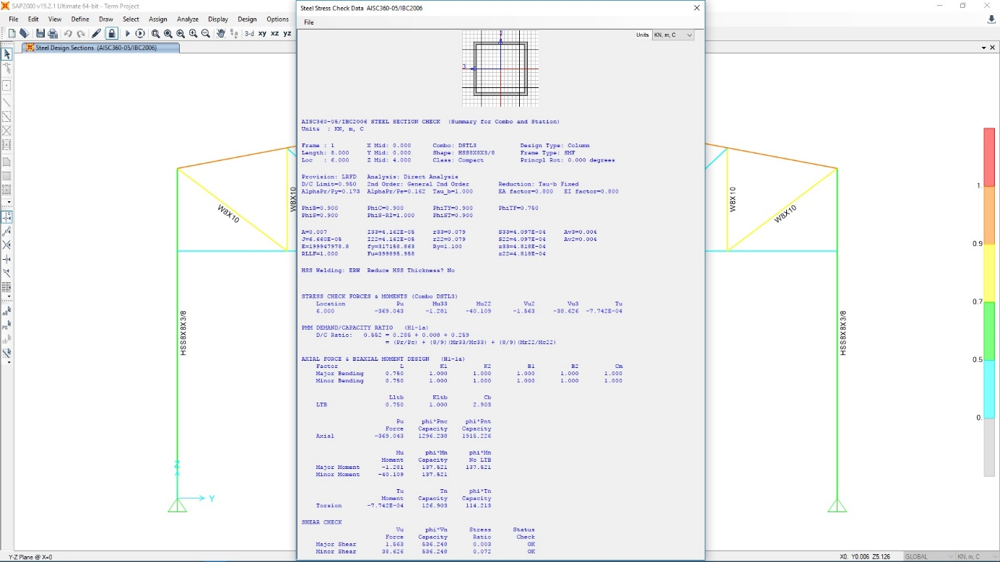 SAP2000 v19.2.1 Ultimate 64-bit - Term Project
File Edit View Define Draw Select Assign Analyze Display Design Options
3-d xy xz yz
Steel Design Sections (AISC360-05/IBC2006)
Steel Stress Check Data AISC360-05/IBC2006
File
Units KN, m, C
2
3
AISC360-05/IBC2006 STEEL SECTION CHECK (Summary for Combo and Station)
Units : KN, m, C
Frame : 1 X Mid: 0.000 Combo: DSTL3 Design Type: Column
Length: 8.000 Y Mid: 0.000 Shape: HSS8X8X3/8 Frame Type: SMF
Loc : 6.000 Z Mid: 4.000 Class: Compact Princpl Rot: 0.000 degrees
Provision: LRFD Analysis: Direct Analysis
D/C Limit=0.950 2nd Order: General 2nd Order Reduction: Tau-b Fixed
AlphaPr/Py=0.173 AlphaPr/Pe=0.162 Tau_b=1.000 EA factor=0.800 EI factor=0.800
PhiB=0.900 PhiC=0.900 PhiTY=0.900 PhiTF=0.750
PhiS=0.900 PhiS-RI=1.000 PhiST=0.900
A=0.007 I33=4.162E-05 r33=0.079 S33=4.097E-04 Av3=0.004
J=6.660E-05 I22=4.162E-05 r22=0.079 S22=4.097E-04 Av2=0.004
E=199947978.8 fy=317158.863 Ry=1.100 z33=4.818E-04
RLLF=1.000 Fu=399895.958 z22=4.818E-04
HSS Welding: ERW Reduce HSS Thickness? No
STRESS CHECK FORCES & MOMENTS (Combo DSTL3)
Location Pu Mu33 Mu22 Vu2 Vu3 Tu
6.000 -369.043 -1.281 -40.109 -1.563 -38.626 -7.742E-04
PMM DEMAND/CAPACITY RATIO (H1-1a)
D/C Ratio: 0.552 = 0.285 + 0.008 + 0.259
= (Pr/Pc) + (8/9)(Mr33/Mc33) + (8/9)(Mr22/Mc22)
AXIAL FORCE & BIAXIAL MOMENT DESIGN (H1-1a)
Factor L K1 K2 B1 B2 Cm
Major Bending 0.750 1.000 1.000 1.000 1.000 1.000
Minor Bending 0.750 1.000 1.000 1.000 1.000 1.000
Lltb Kltb Cb
LTB 0.750 1.000 2.903
Pu phi*Pnc phi*Pnt
Force Capacity Capacity
Axial -369.043 1296.238 1915.226
Mu phi*Mn phi*Mn
Moment Capacity No LTB
Major Moment -1.281 137.521 137.521
Minor Moment -40.109 137.521
Tu Tn phi*Tn
Moment Capacity Capacity
Torsion -7.742E-04 126.903 114.213
SHEAR CHECK
Vu phi*Vn Stress Status
Force Capacity Ratio Check
Major Shear 1.563 536.248 0.003 OK
Minor Shear 38.626 536.248 0.072 OK
W8X10
W8X10
HSS8X8X3/8
Z
Y
W8X10
W8X10
HSS8X8X3/8
1.
0.9
0.7
0.5
0.
Y-Z Plane @ X=0
X0. Y0.006 Z5.126
GLOBAL
KN, m, C